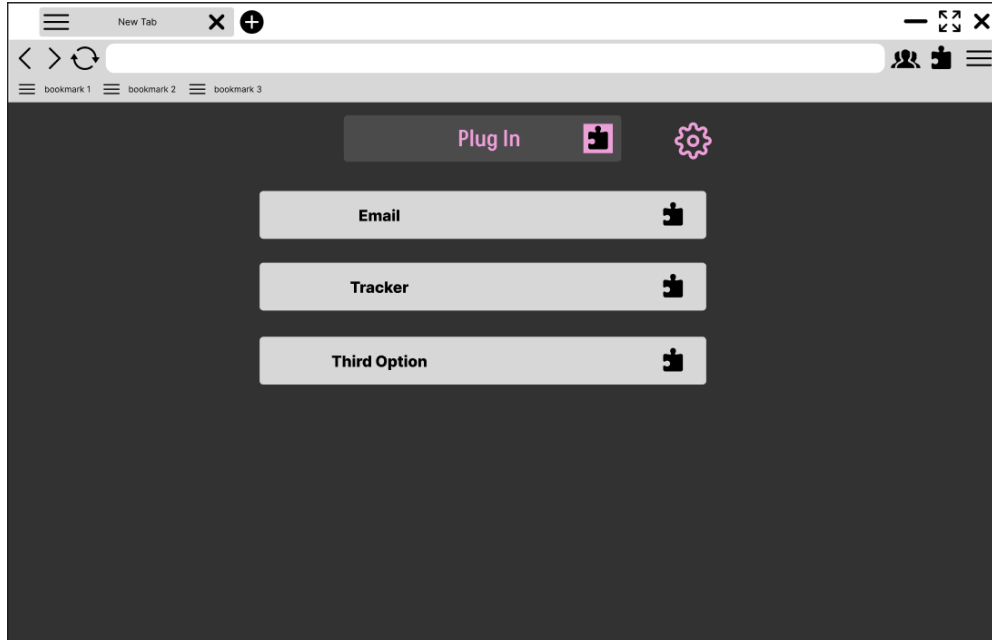 New Tab
bookmark 1 bookmark 2 bookmark 3
Plug In
Email
Tracker
Third Option